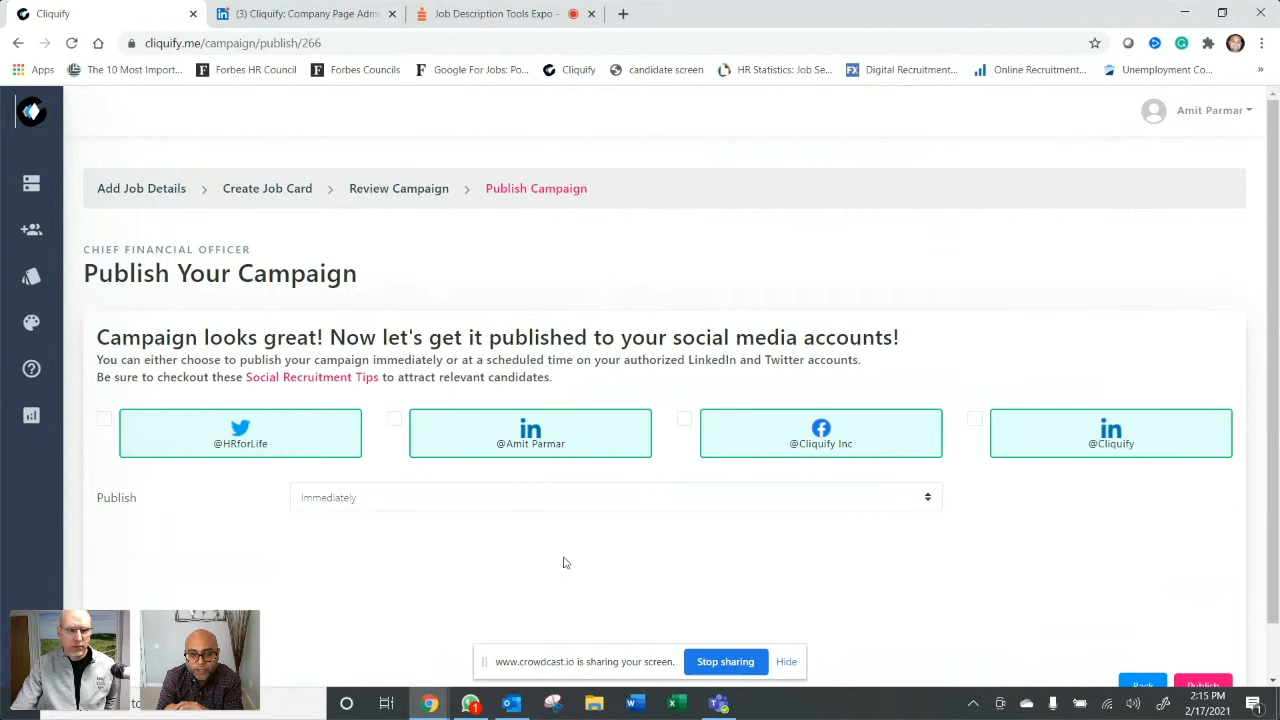 Cliquify
(3) Cliquify: Company Page Adm
Job Description Tools Expo –
cliquify.me/campaign/publish/266
Apps
The 10 Most Import...
Forbes HR Council
Forbes Councils
Google For Jobs: Fo...
Cliquify
candidate screen
HR Statistics: Job Se...
Digital Recruitment...
Online Recruitment...
Unemployment Co...
»
Amit Parmar
Add Job Details > Create Job Card > Review Campaign > Publish Campaign
CHIEF FINANCIAL OFFICER
Publish Your Campaign
Campaign looks great! Now let's get it published to your social media accounts!
You can either choose to publish your campaign immediately or at a scheduled time on your authorized LinkedIn and Twitter accounts.
Be sure to checkout these Social Recruitment Tips to attract relevant candidates.
@HRforLife
@Amit Parmar
@Cliquify Inc
@Cliquify
Publish
Immediately
www.crowdcast.io is sharing your screen.
Stop sharing
Hide
Back
Publish
2:15 PM
2/17/2021